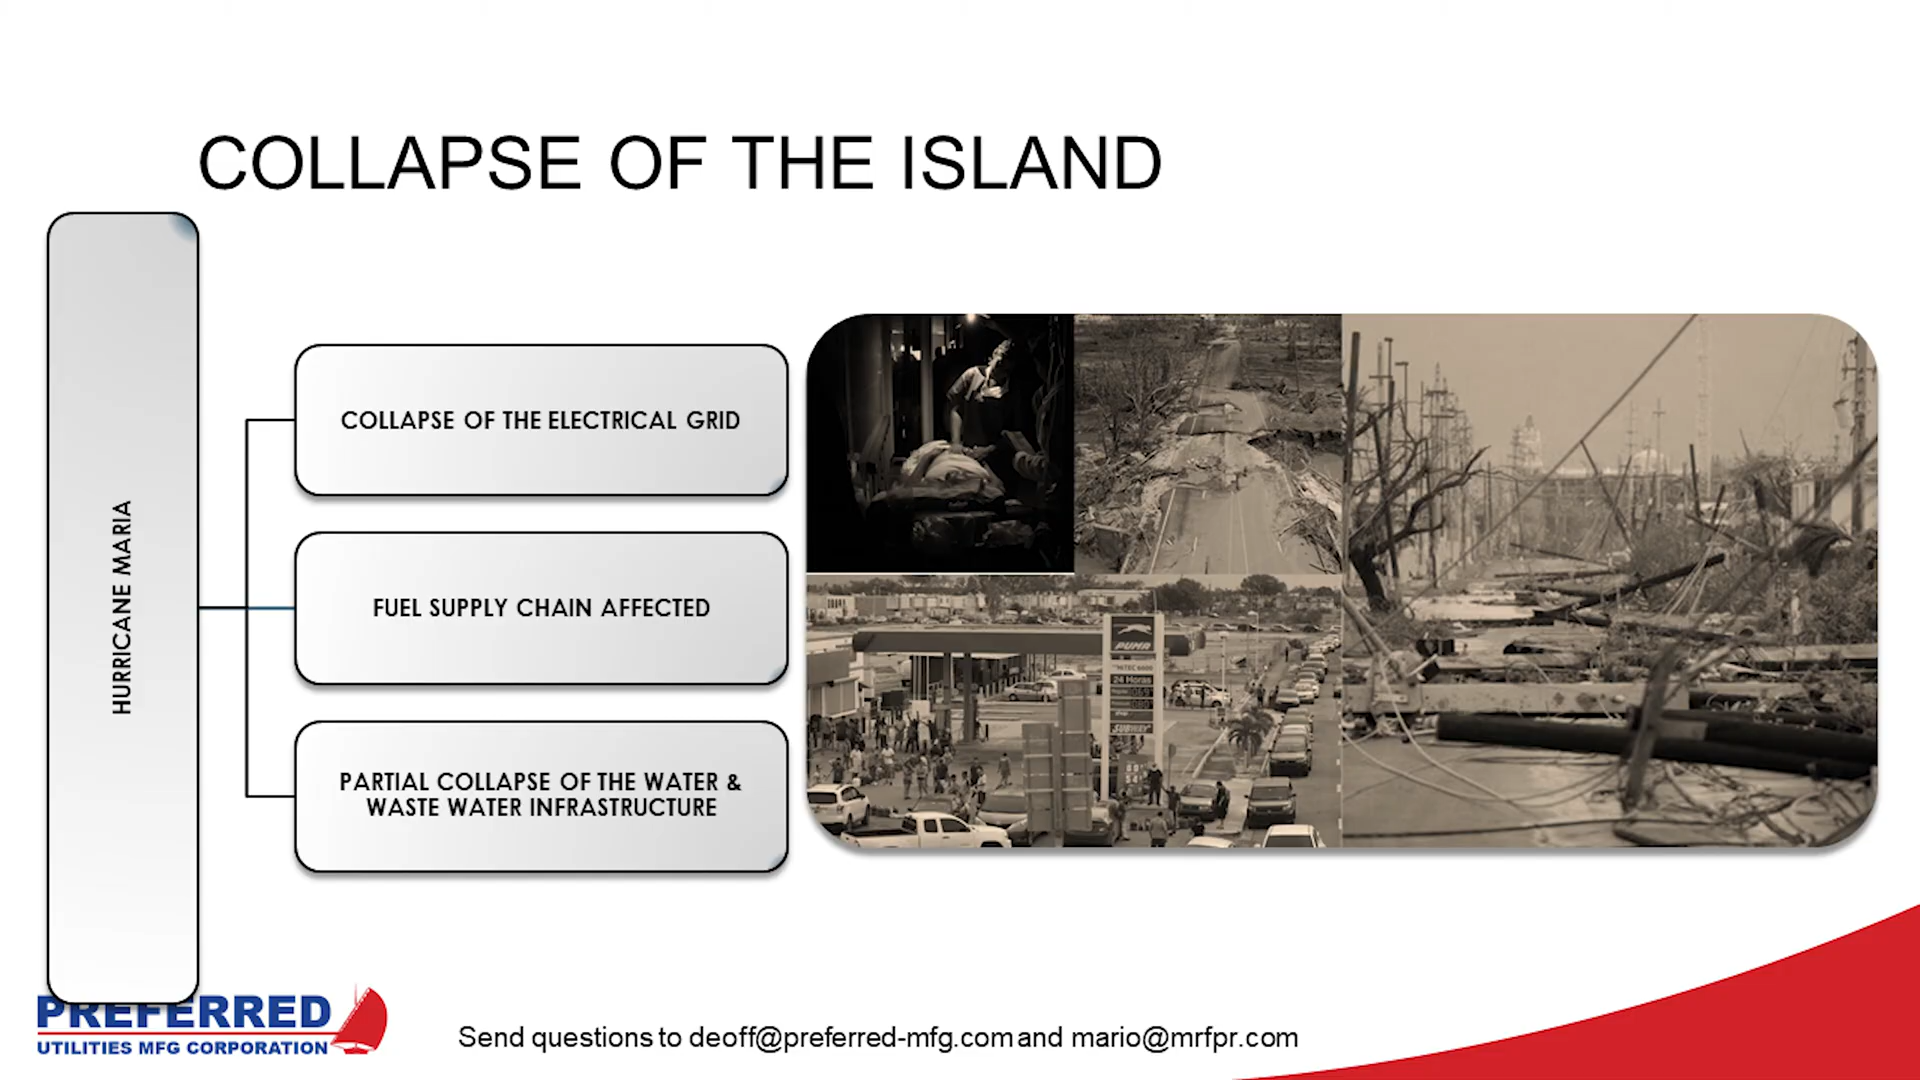 COLLAPSE OF THE ISLAND
HURRICANE MARIA
COLLAPSE OF THE ELECTRICAL GRID
FUEL SUPPLY CHAIN AFFECTED
PARTIAL COLLAPSE OF THE WATER &
WASTE WATER INFRASTRUCTURE
PUMA
24 Horas
SUBWAY
PREFERRED
UTILITIES MFG CORPORATION
Send questions to deoff@preferred-mfg.com and mario@mrfpr.com